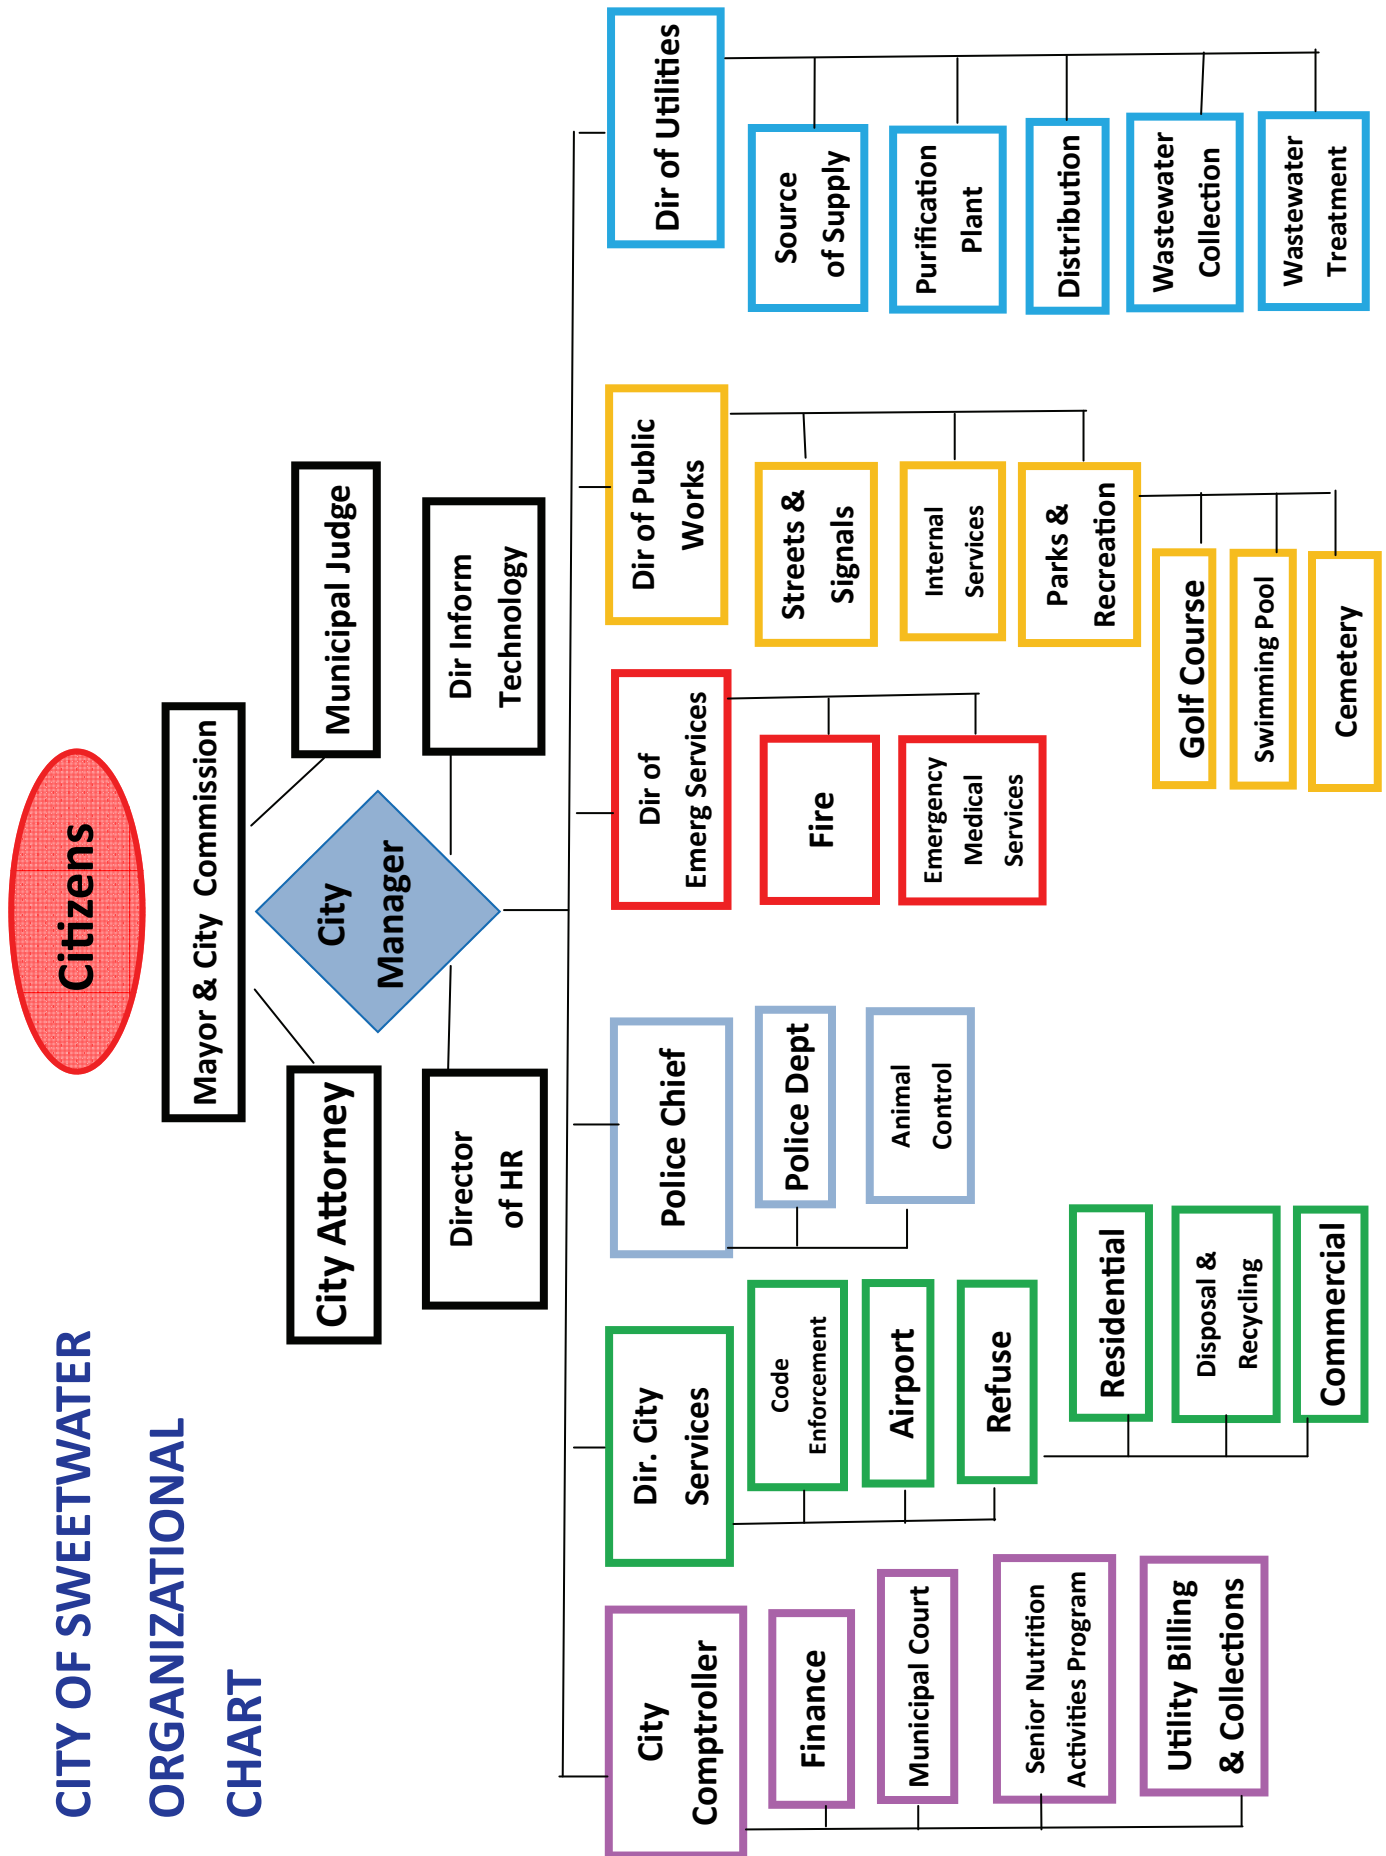 CITY OF SWEETWATER
ORGANIZATIONAL
CHART
Citizens
Mayor & City Commission
City Attorney
Municipal Judge
City
Manager
Director
of HR
Dir Inform
Technology
City
Comptroller
Finance
Municipal Court
Senior Nutrition
Activities Program
Utility Billing
& Collections
Dir. City
Services
Code
Enforcement
Airport
Refuse
Residential
Disposal &
Recycling
Commercial
Police Chief
Police Dept
Animal
Control
Dir of
Emerg Services
Fire
Emergency
Medical
Services
Dir of Public
Works
Streets &
Signals
Internal
Services
Parks &
Recreation
Golf Course
Swimming Pool
Cemetery
Dir of Utilities
Source
of Supply
Purification
Plant
Distribution
Wastewater
Collection
Wastewater
Treatment